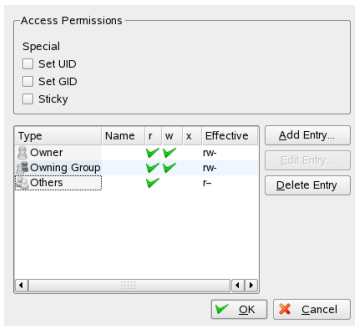 Access Permissions
Special
Set UID
Set GID
Sticky
Type Name r w x Effective
Owner rw-
Owning Group rw-
Others r--
Add Entry...
Edit Entry...
Delete Entry
OK
Cancel